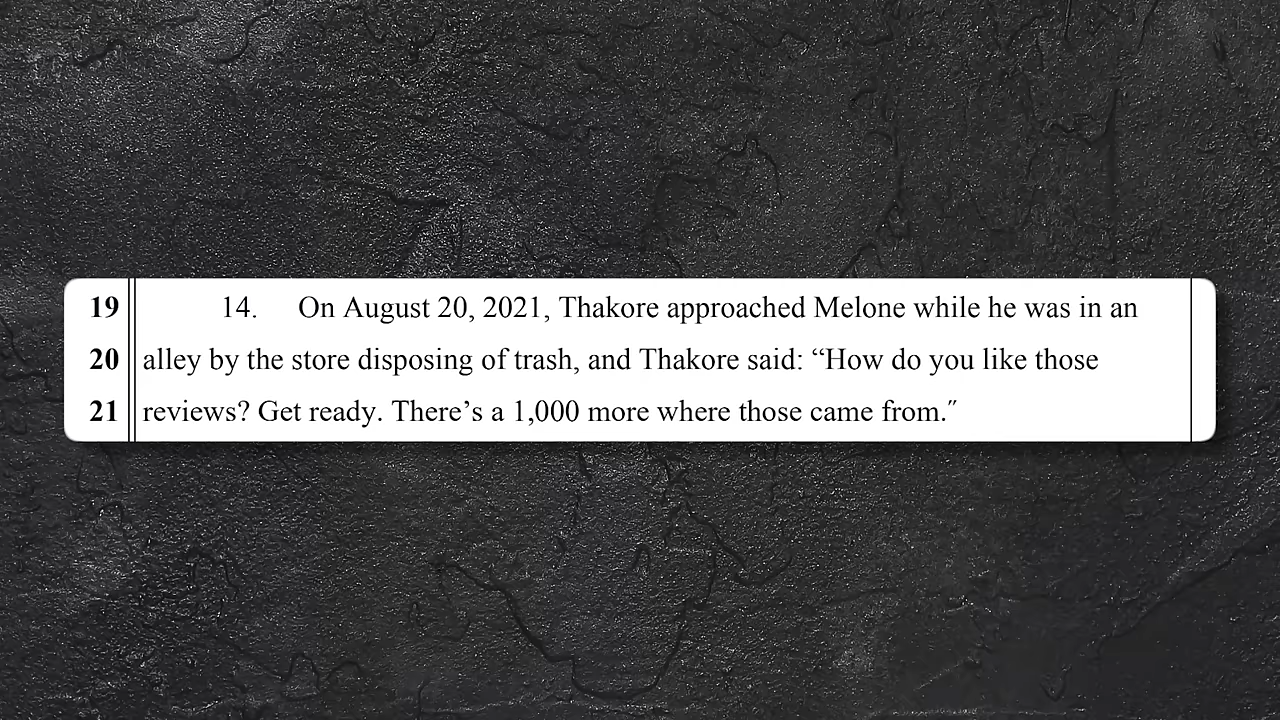 19 14. On August 20, 2021, Thakore approached Melone while he was in an
20 alley by the store disposing of trash, and Thakore said: “How do you like those
21 reviews? Get ready. There’s a 1,000 more where those came from.″